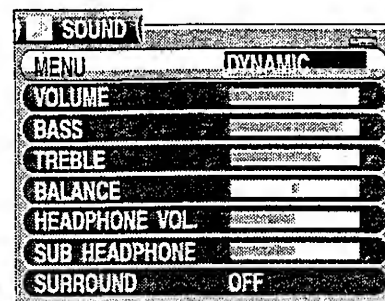 SOUND
MENU DYNAMIC
VOLUME
BASS
TREBLE
BALANCE
HEADPHONE VOL.
SUB HEADPHONE
SURROUND OFF